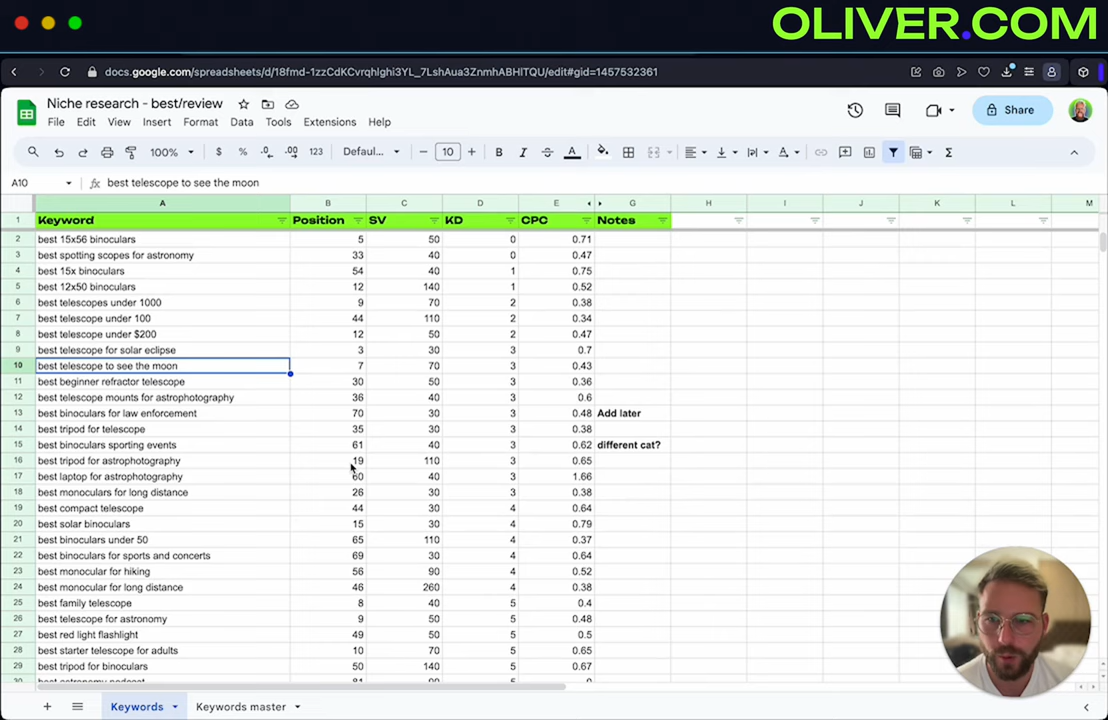 OLIVER.COM
docs.google.com/spreadsheets/d/18fmd-1zzCdKCvrqhlghi3YL_7LshAua3ZnmhABHlTQU/edit#gid=1457532361
Niche research - best/review
File Edit View Insert Format Data Tools Extensions Help
Share
100% $ % .0 .00 123 Defaul... 10 B I A
A10 fx best telescope to see the moon
A B C D E G H I J K L M
1 Keyword Position SV KD CPC Notes
2 best 15x56 binoculars 5 50 0 0.71
3 best spotting scopes for astronomy 33 40 0 0.47
4 best 15x binoculars 54 40 1 0.75
5 best 12x50 binoculars 12 140 1 0.52
6 best telescopes under 1000 9 70 2 0.38
7 best telescope under 100 44 110 2 0.34
8 best telescope under $200 12 50 2 0.47
9 best telescope for solar eclipse 3 30 3 0.7
10 best telescope to see the moon 7 70 3 0.43
11 best beginner refractor telescope 30 50 3 0.36
12 best telescope mounts for astrophotography 36 40 3 0.6
13 best binoculars for law enforcement 70 30 3 0.48 Add later
14 best tripod for telescope 35 30 3 0.38
15 best binoculars sporting events 61 40 3 0.62 different cat?
16 best tripod for astrophotography 19 110 3 0.65
17 best laptop for astrophotography 60 40 3 1.66
18 best monoculars for long distance 26 30 3 0.38
19 best compact telescope 44 30 4 0.64
20 best solar binoculars 15 30 4 0.79
21 best binoculars under 50 65 110 4 0.37
22 best binoculars for sports and concerts 69 30 4 0.64
23 best monocular for hiking 56 90 4 0.52
24 best monocular for long distance 46 260 4 0.38
25 best family telescope 8 40 5 0.4
26 best telescope for astronomy 9 50 5 0.48
27 best red light flashlight 49 50 5 0.5
28 best starter telescope for adults 10 70 5 0.65
29 best tripod for binoculars 50 140 5 0.67
30 best astronomy podcast 81 90 5 0
Keywords Keywords master